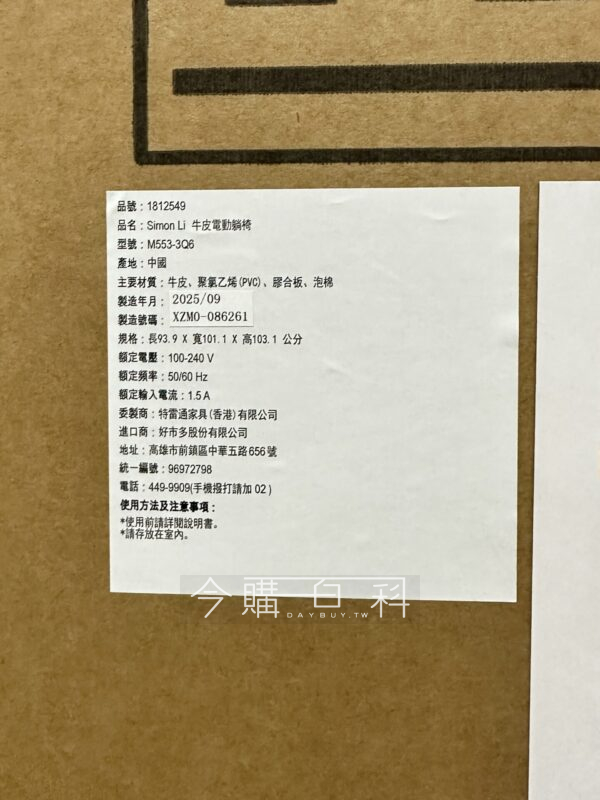 品號：1812549
品名：Simon Li 牛皮電動躺椅
型號：M553-3Q6
產地：中國
主要材質：牛皮、聚氯乙烯(PVC)、膠合板、泡棉
製造年月：2025/09
製造號碼：XZMO-086261
規格：長93.9 X 寬101.1 X 高103.1 公分
額定電壓：100-240 V
額定頻率：50/60 Hz
額定輸入電流：1.5 A
委製商：特雷通家具(香港)有限公司
進口商：好市多股份有限公司
地址：高雄市前鎮區中華五路656號
統一編號：96972798
電話：449-9909(手機撥打請加 02 )
使用方法及注意事項：
*使用前請詳閱說明書。
*請存放在室內。
今購百科
DAYBUY.TW